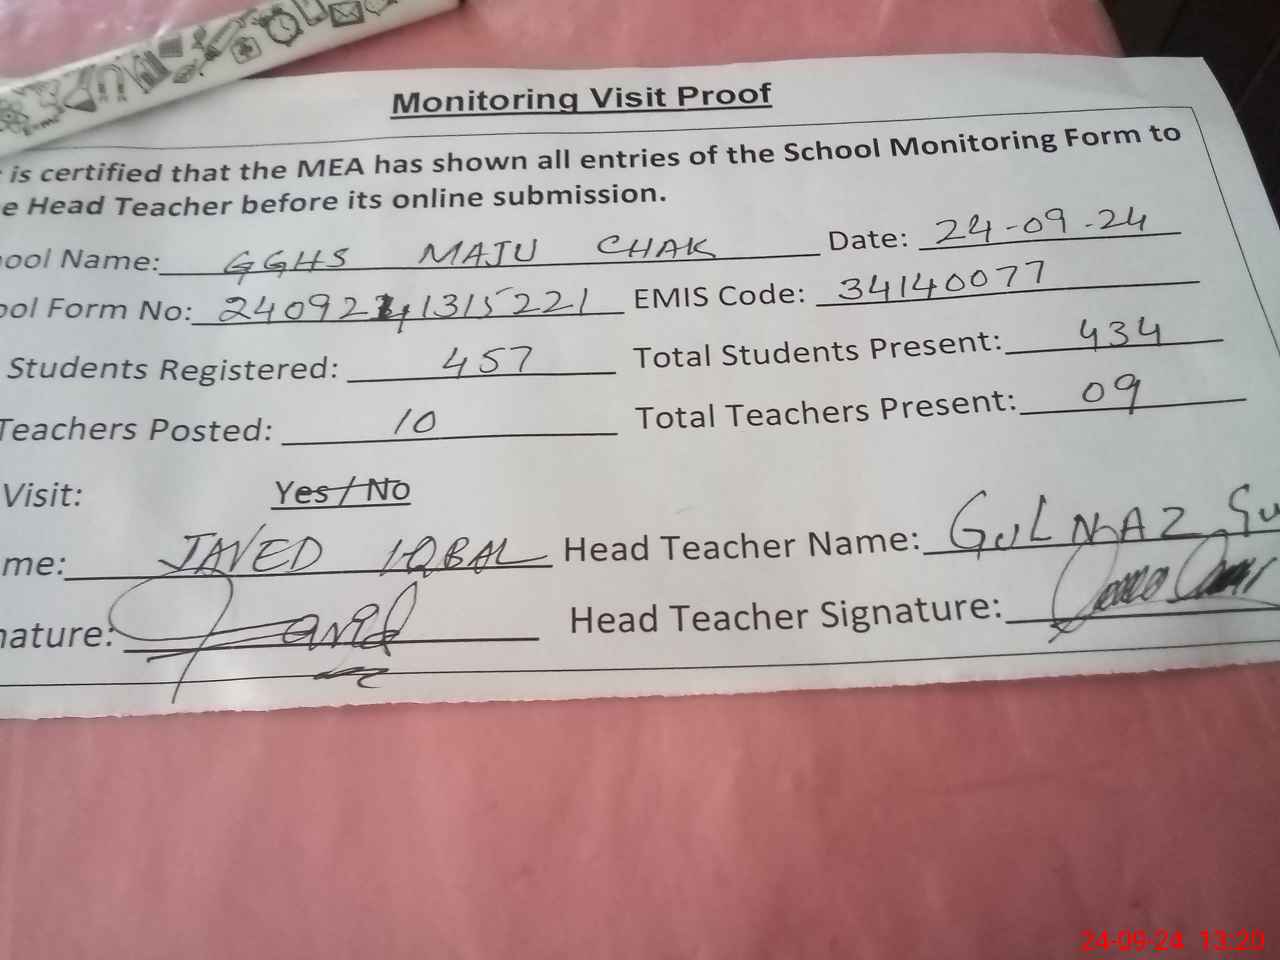 Monitoring Visit Proof
is certified that the MEA has shown all entries of the School Monitoring Form to
e Head Teacher before its online submission.
ool Name: GGHS MAJU CHAK Date: 24-09-24
ool Form No: 2409241315221 EMIS Code: 34140077
Students Registered: 457 Total Students Present: 434
Teachers Posted: 10 Total Teachers Present: 09
Visit: Yes / No
me: JAVED IQBAL Head Teacher Name: GULNAZ Su
nature: Javed Head Teacher Signature:
24-09-24 13:20